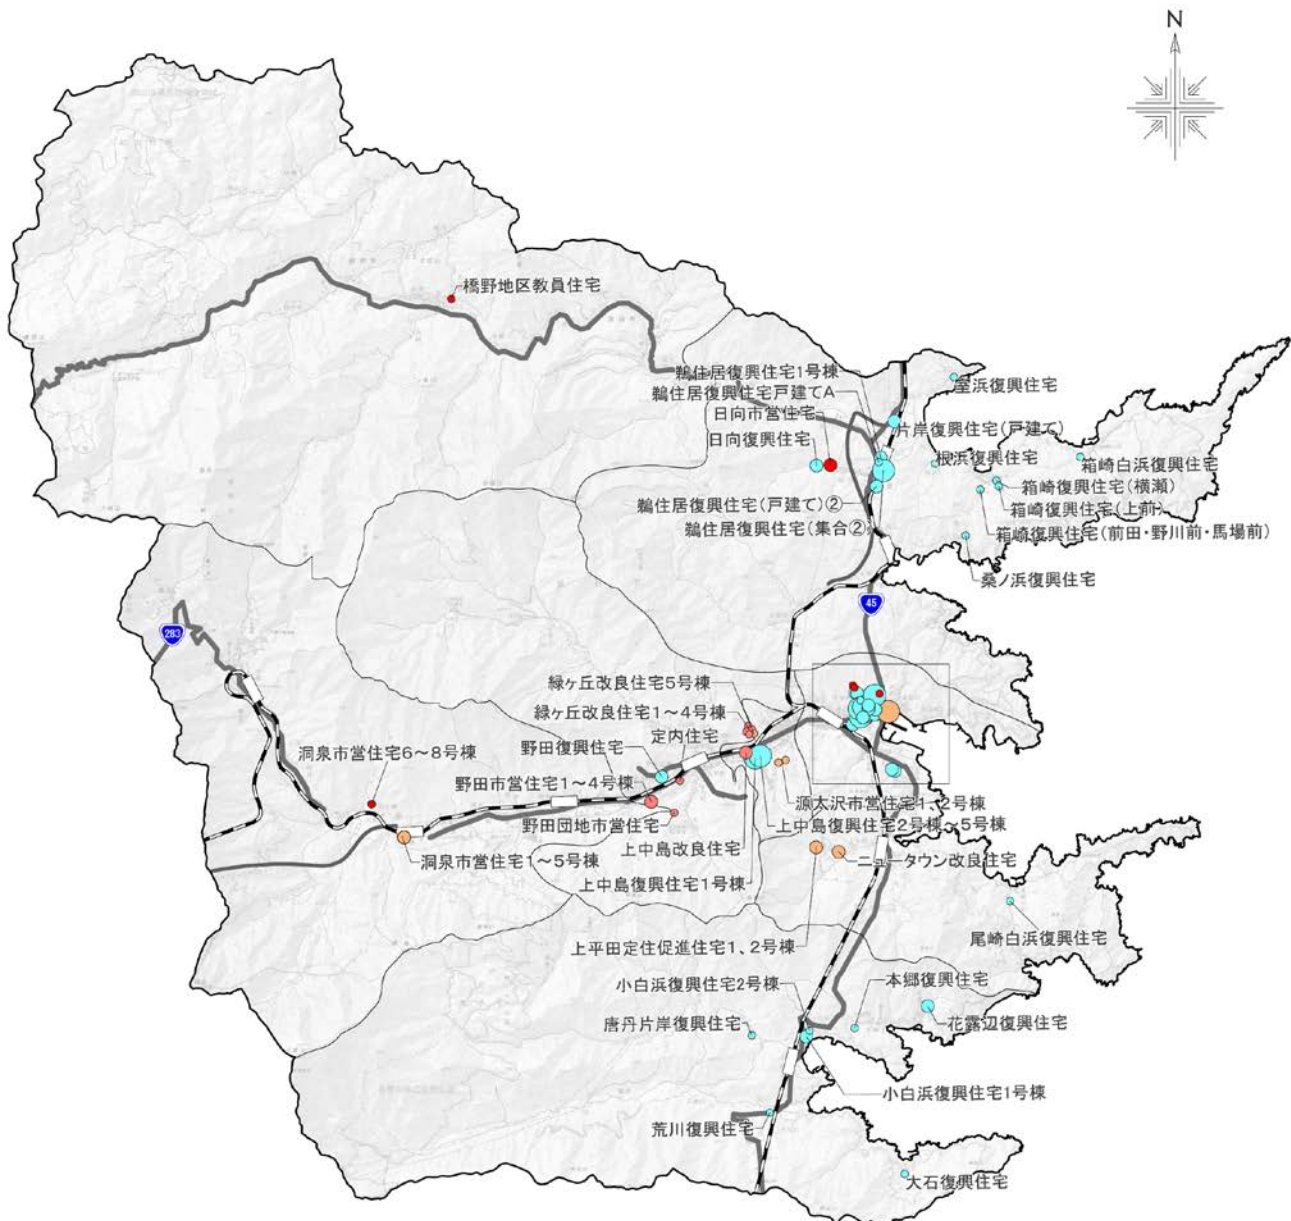 N
橋野地区教員住宅
鵜住居復興住宅1号棟
鵜住居復興住宅戸建てA
日向市営住宅
日向復興住宅
室浜復興住宅
片岸復興住宅(戸建て)
根浜復興住宅
箱崎白浜復興住宅
箱崎復興住宅(横瀬)
箱崎復興住宅(上前)
箱崎復興住宅(前田・野川前・馬場前)
鵜住居復興住宅(戸建て)②
鵜住居復興住宅(集合②)
桑ノ浜復興住宅
45
283
緑ヶ丘改良住宅5号棟
緑ヶ丘改良住宅1～4号棟
定内住宅
野田復興住宅
洞泉市営住宅6～8号棟
野田市営住宅1～4号棟
野田団地市営住宅
源太沢市営住宅1、2号棟
上中島復興住宅2号棟～5号棟
上中島改良住宅
洞泉市営住宅1～5号棟
ニュータウン改良住宅
上中島復興住宅1号棟
上平田定住促進住宅1、2号棟
尾崎白浜復興住宅
小白浜復興住宅2号棟
本郷復興住宅
唐丹片岸復興住宅
花露辺復興住宅
小白浜復興住宅1号棟
荒川復興住宅
大石復興住宅